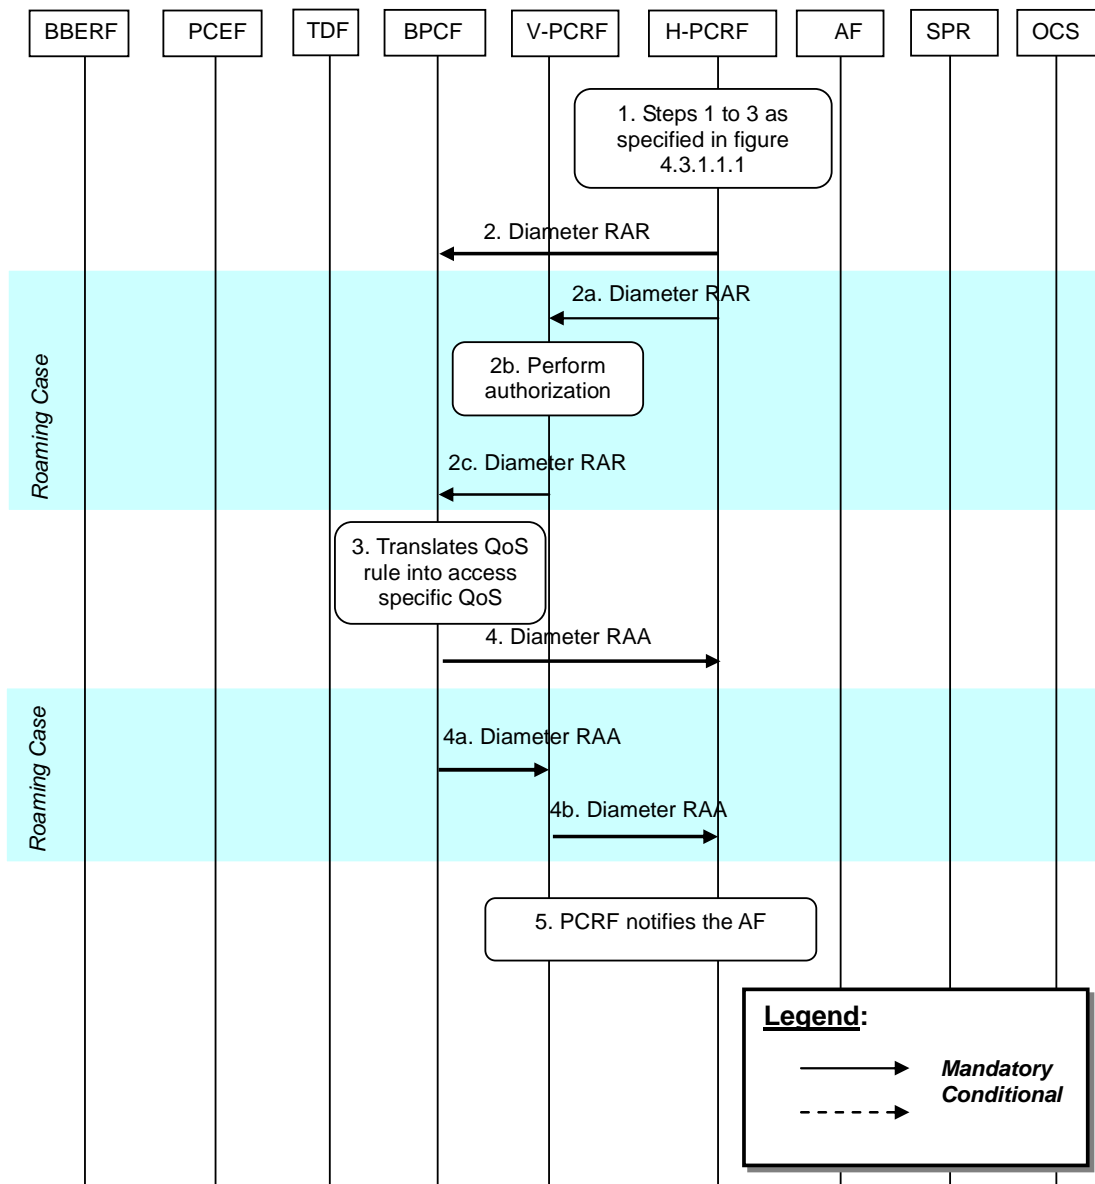 BBERF PCEF TDF BPCF V-PCRF H-PCRF AF SPR OCS
1. Steps 1 to 3 as
specified in figure
4.3.1.1.1
2. Diameter RAR
Roaming Case
2a. Diameter RAR
2b. Perform
authorization
2c. Diameter RAR
3. Translates QoS
rule into access
specific QoS
4. Diameter RAA
Roaming Case
4a. Diameter RAA
4b. Diameter RAA
5. PCRF notifies the AF
Legend:
Mandatory
Conditional